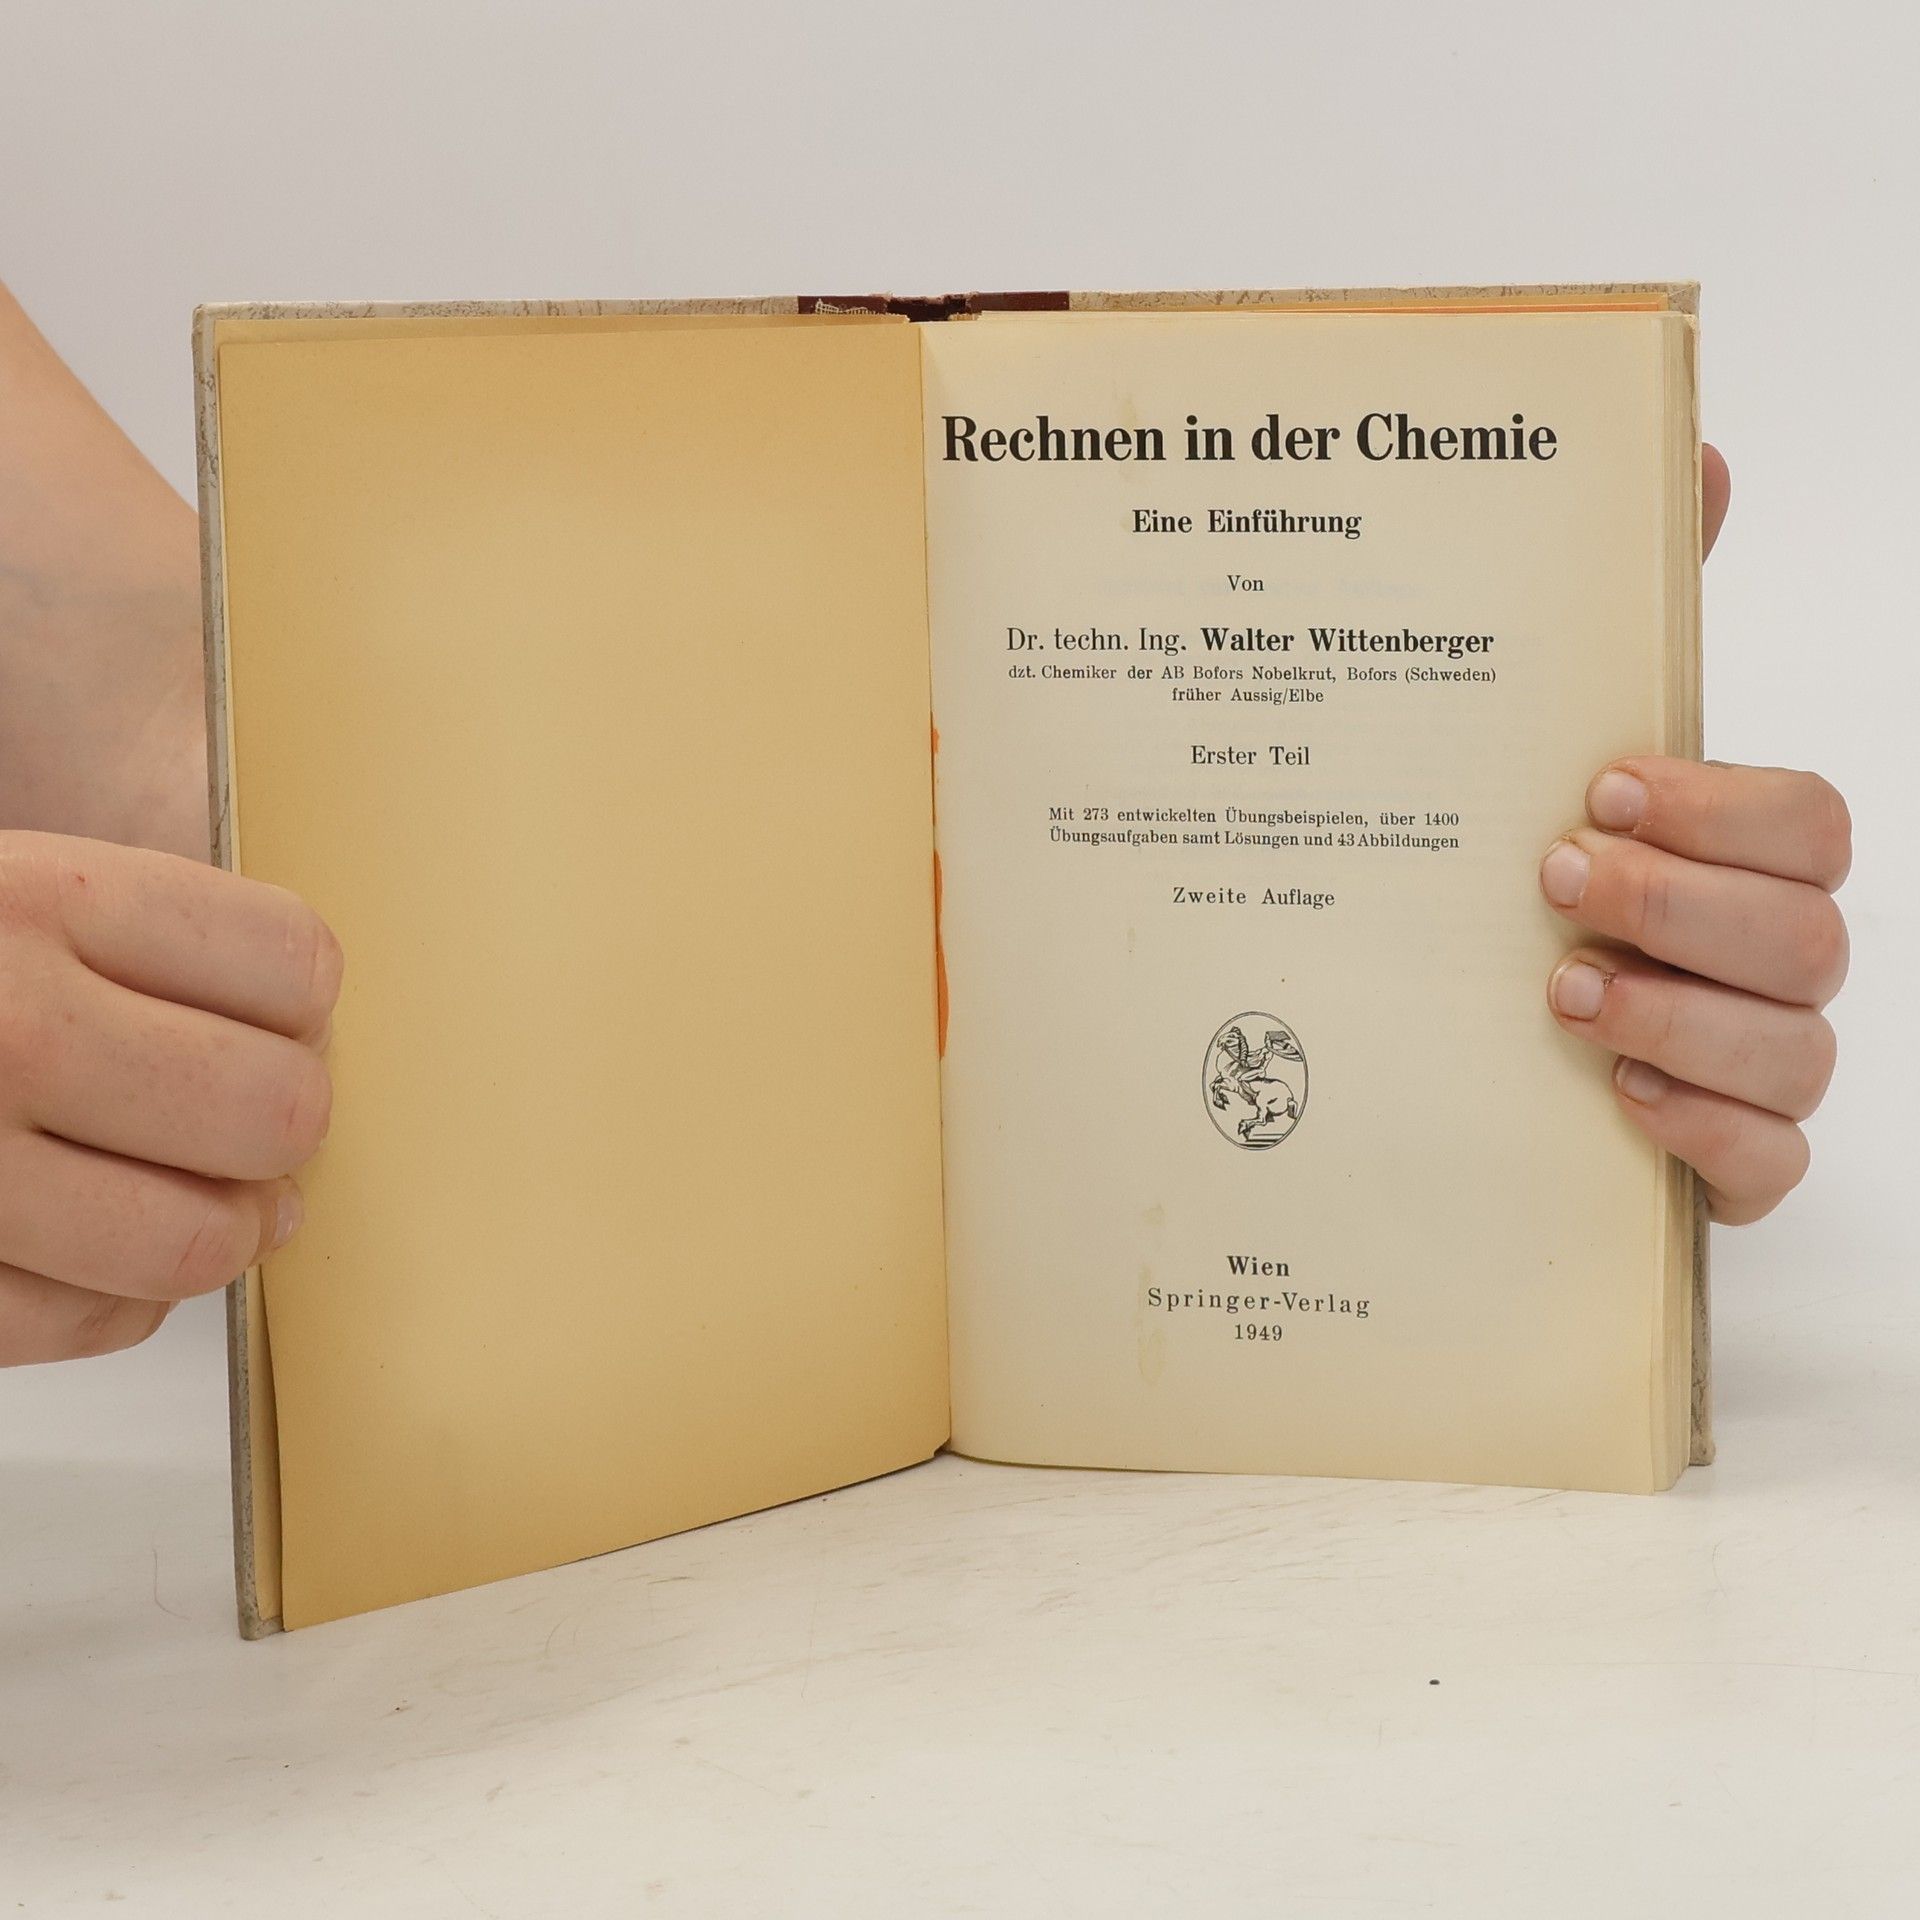 Rechnen in der Chemie
Eine Einführung
Von
Dr. techn. Ing. Walter Wittenberger
dzt. Chemiker der AB Bofors Nobelkrut, Bofors (Schweden)
früher Aussig/Elbe
Erster Teil
Mit 273 entwickelten Übungsbeispielen, über 1400
Übungsaufgaben samt Lösungen und 43 Abbildungen
Zweite Auflage
Wien
Springer-Verlag
1949